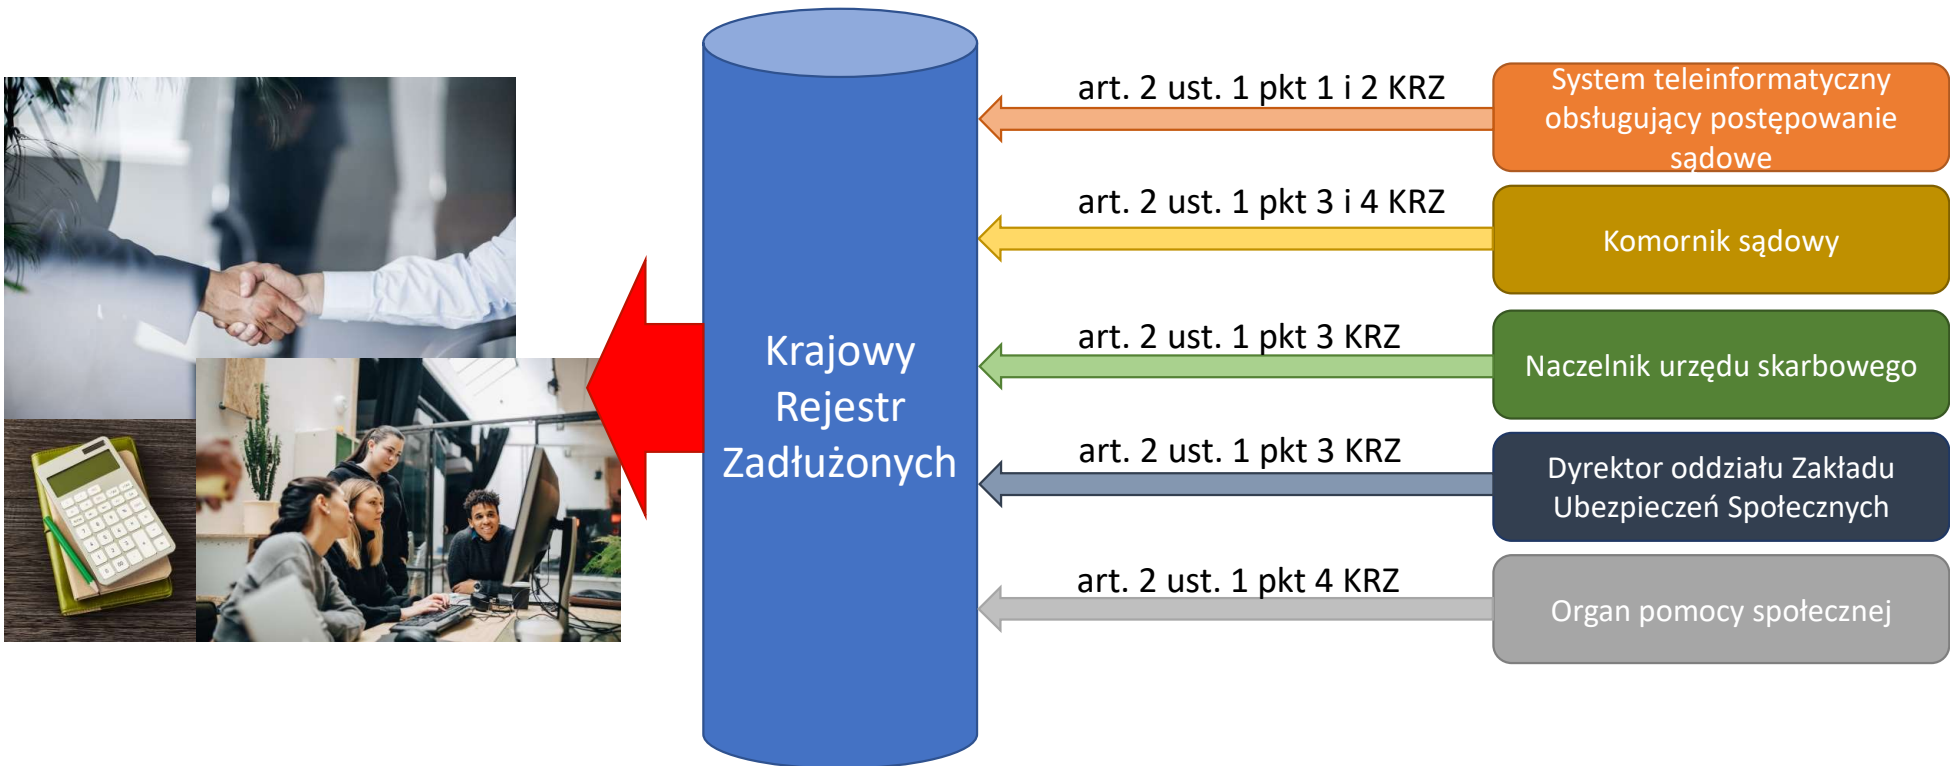 art. 2 ust. 1 pkt 1 i 2 KRZ
System teleinformatyczny
obsługujący postępowanie
sądowe
art. 2 ust. 1 pkt 3 i 4 KRZ
Komornik sądowy
Krajowy
Rejestr
Zadłużonych
art. 2 ust. 1 pkt 3 KRZ
Naczelnik urzędu skarbowego
art. 2 ust. 1 pkt 3 KRZ
Dyrektor oddziału Zakładu
Ubezpieczeń Społecznych
art. 2 ust. 1 pkt 4 KRZ
Organ pomocy społecznej